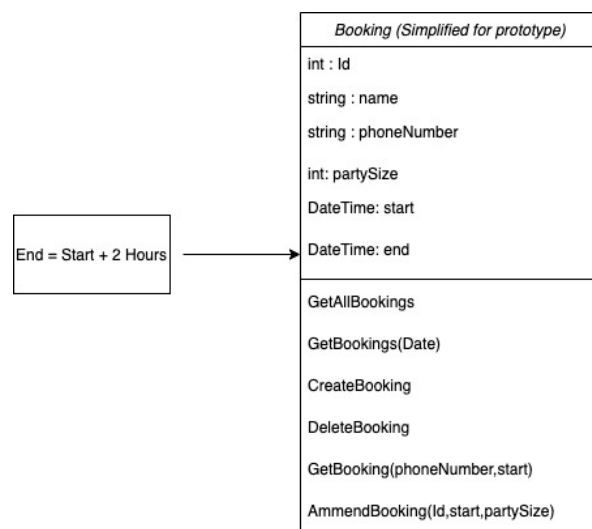 Booking (Simplified for prototype)
int : Id
string : name
string : phoneNumber
int: partySize
DateTime: start
End = Start + 2 Hours
DateTime: end
GetAllBookings
GetBookings(Date)
CreateBooking
DeleteBooking
GetBooking(phoneNumber,start)
AmmendBooking(Id,start,partySize)